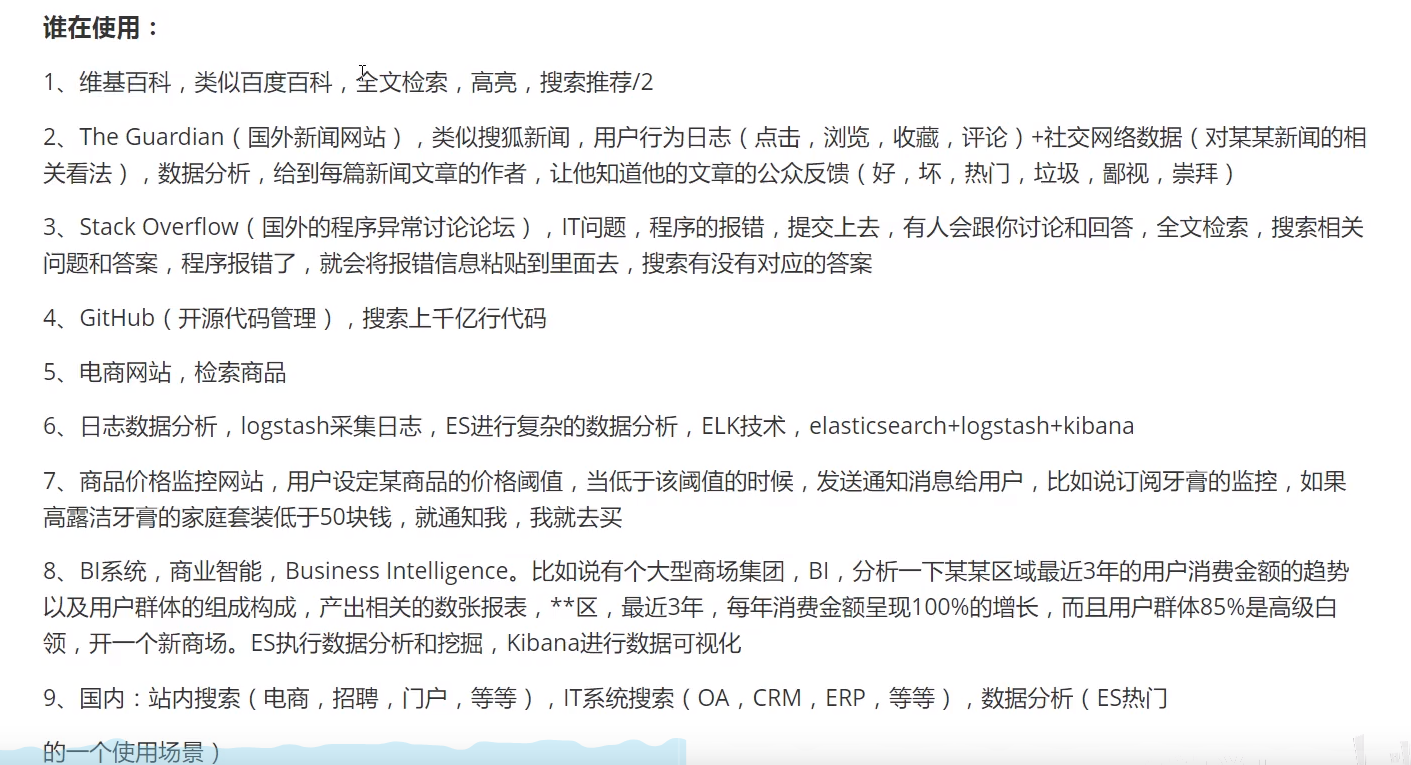 谁在使用：
1、维基百科，类似百度百科，全文检索，高亮，搜索推荐/2
2、The Guardian（国外新闻网站），类似搜狐新闻，用户行为日志（点击，浏览，收藏，评论）+社交网络数据（对某某新闻的相
关看法），数据分析，给到每篇新闻文章的作者，让他知道他的文章的公众反馈（好，坏，热门，垃圾，鄙视，崇拜）
3、Stack Overflow（国外的程序异常讨论论坛），IT问题，程序的报错，提交上去，有人会跟你讨论和回答，全文检索，搜索相关
问题和答案，程序报错了，就会将报错信息粘贴到里面去，搜索有没有对应的答案
4、GitHub（开源代码管理），搜索上千亿行代码
5、电商网站，检索商品
6、日志数据分析，logstash采集日志，ES进行复杂的数据分析，ELK技术，elasticsearch+logstash+kibana
7、商品价格监控网站，用户设定某商品的价格阈值，当低于该阈值的时候，发送通知消息给用户，比如说订阅牙膏的监控，如果
高露洁牙膏的家庭套装低于50块钱，就通知我，我就去买
8、BI系统，商业智能，Business Intelligence。比如说有个大型商场集团，BI，分析一下某某区域最近3年的用户消费金额的趋势
以及用户群体的组成构成，产出相关的数张报表，**区，最近3年，每年消费金额呈现100%的增长，而且用户群体85%是高级白
领，开一个新商场。ES执行数据分析和挖掘，Kibana进行数据可视化
9、国内：站内搜索（电商，招聘，门户，等等），IT系统搜索（OA，CRM，ERP，等等），数据分析（ES热门
的一个使用场景）